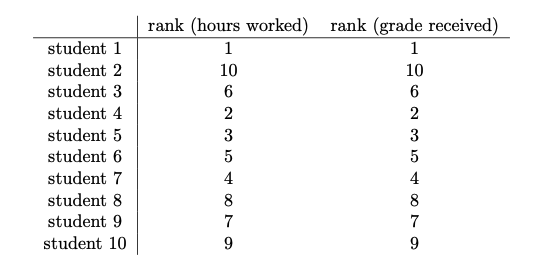 rank (hours worked) rank (grade received)
student 1 1 1
student 2 10 10
student 3 6 6
student 4 2 2
student 5 3 3
student 6 5 5
student 7 4 4
student 8 8 8
student 9 7 7
student 10 9 9